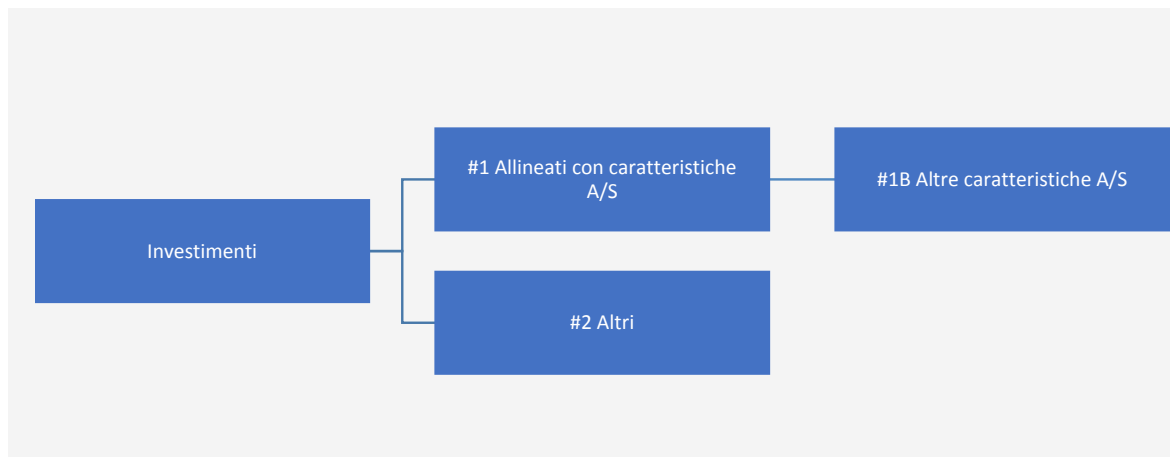 Investimenti
#1 Allineati con caratteristiche
A/S
#1B Altre caratteristiche A/S
#2 Altri